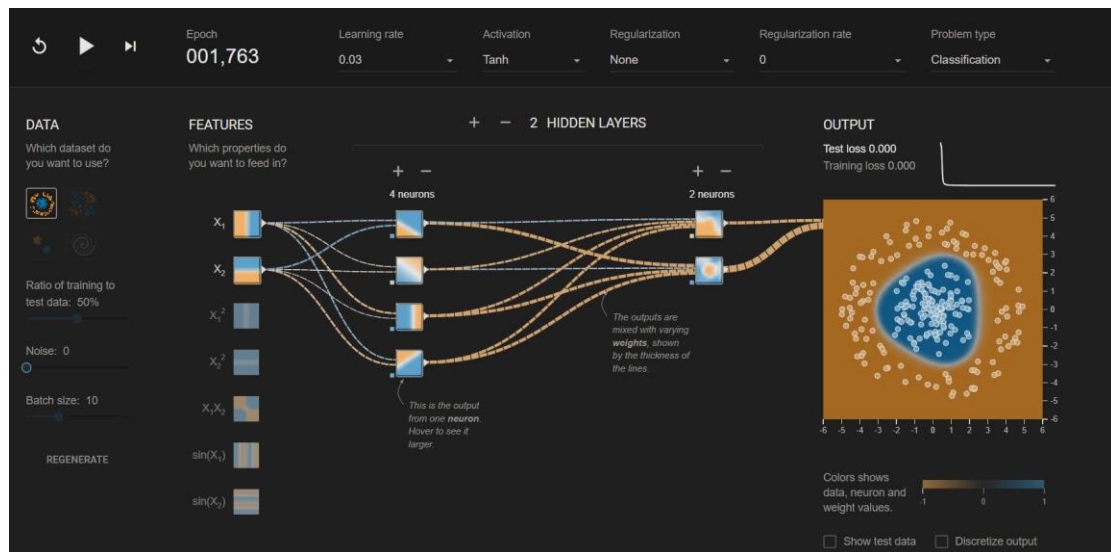 Epoch
001,763
Learning rate
0.03
Activation
Tanh
Regularization
None
Regularization rate
0
Problem type
Classification
DATA
Which dataset do
you want to use?
Ratio of training to
test data: 50%
Noise: 0
Batch size: 10
REGENERATE
FEATURES
Which properties do
you want to feed in?
X₁
X₂
X₁²
X₂²
X₁X₂
sin(X₁)
sin(X₂)
+ − 2 HIDDEN LAYERS
+ −
4 neurons
+ −
2 neurons
This is the output
from one neuron.
Hover to see it
larger.
The outputs are
mixed with varying
weights, shown
by the thickness of
the lines.
OUTPUT
Test loss 0.000
Training loss 0.000
6
5
4
3
2
1
0
-1
-2
-3
-4
-5
-6
-6 -5 -4 -3 -2 -1 0 1 2 3 4 5 6
Colors shows
data, neuron and
weight values.
-1 0 1
Show test data
Discretize output